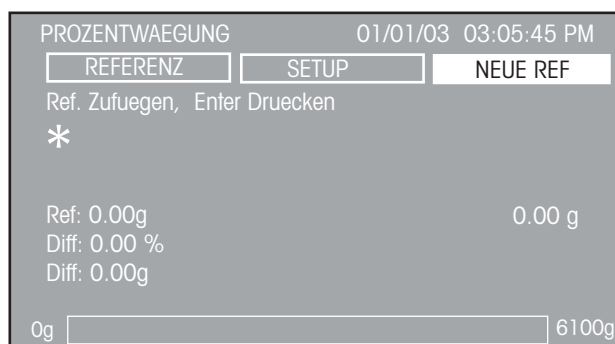 PROZENTWAEGUNG 01/01/03 03:05:45 PM
REFERENZ SETUP NEUE REF
Ref. Zufuegen, Enter Druecken
*
Ref: 0.00g 0.00 g
Diff: 0.00 %
Diff: 0.00g
0g 6100g